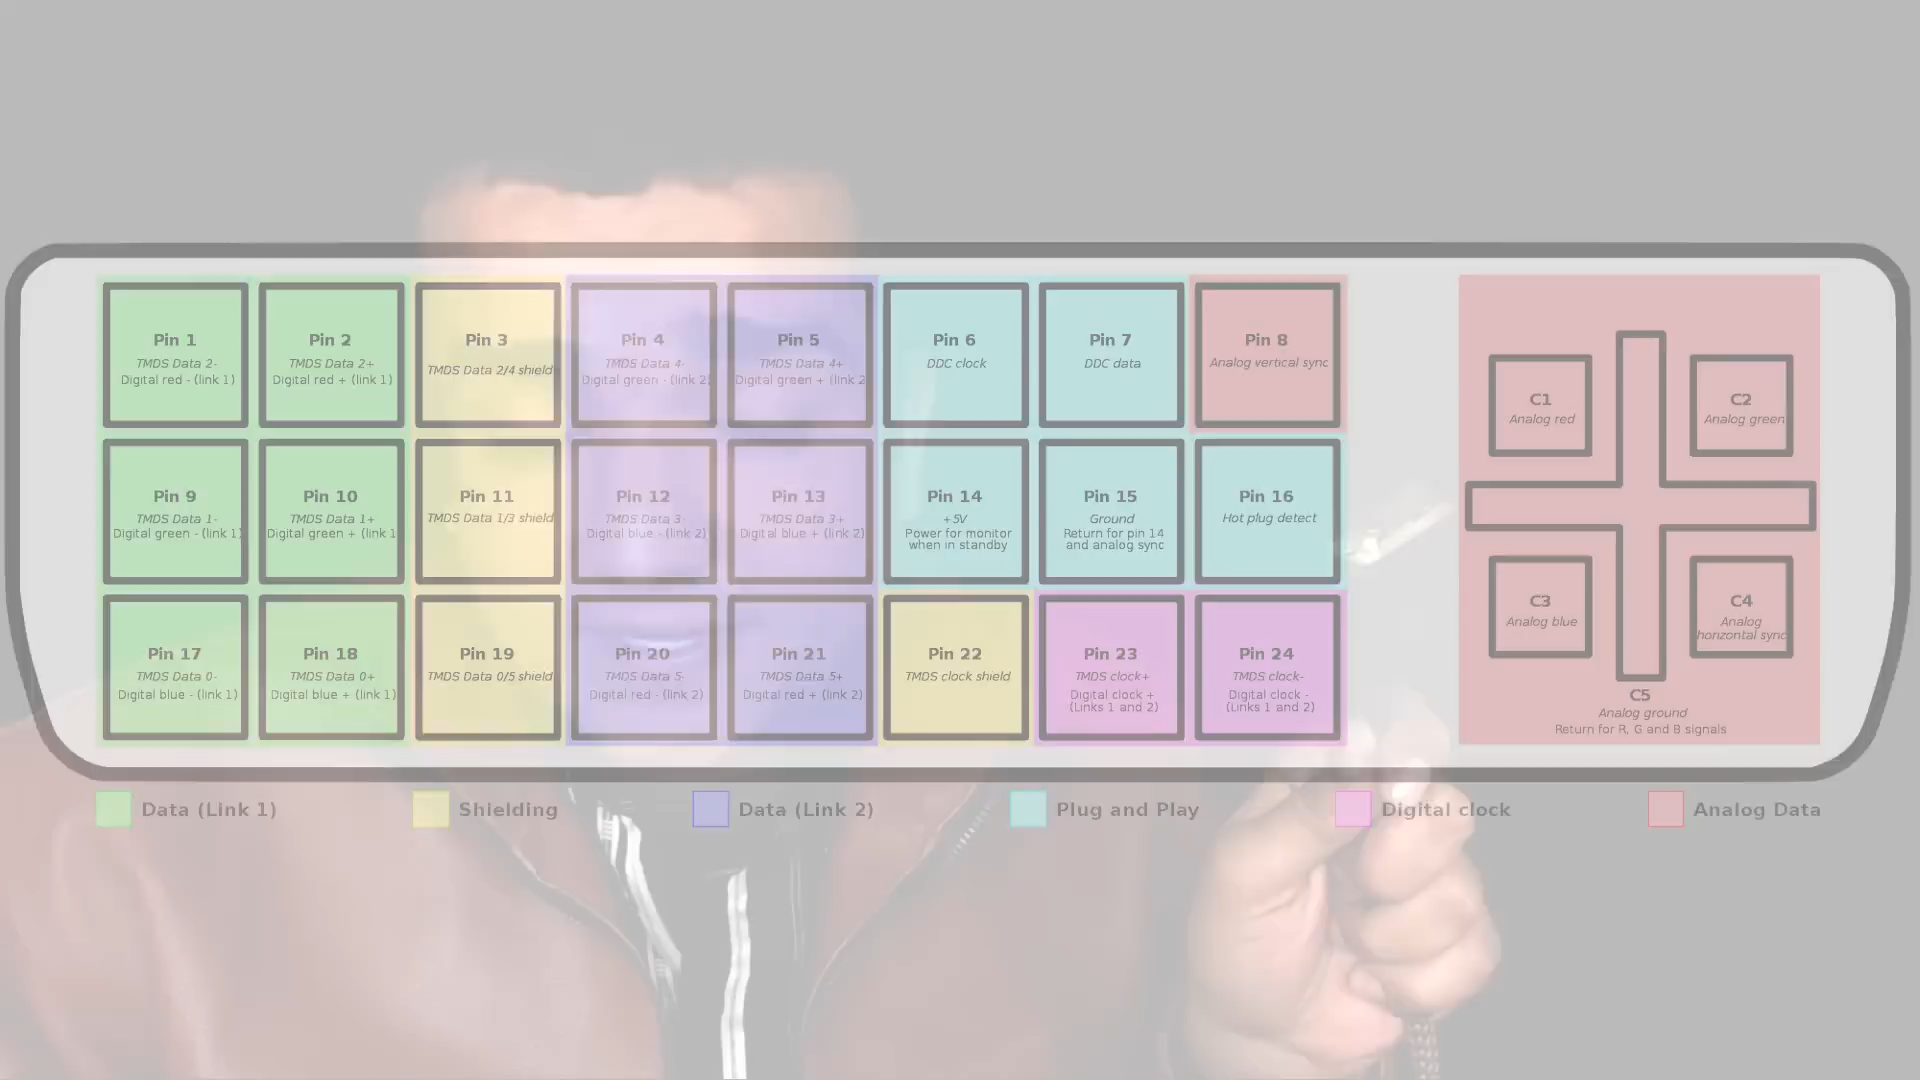 Pin 1
TMDS Data 2-
Digital red - (link 1)
Pin 2
TMDS Data 2+
Digital red + (link 1)
Pin 3
TMDS Data 2/4 shield
Pin 4
TMDS Data 4-
Digital green - (link 2)
Pin 5
TMDS Data 4+
Digital green + (link 2
Pin 6
DDC clock
Pin 7
DDC data
Pin 8
Analog vertical sync
Pin 9
TMDS Data 1-
Digital green - (link 1)
Pin 10
TMDS Data 1+
Digital green + (link 1
Pin 11
TMDS Data 1/3 shield
Pin 12
TMDS Data 3-
Digital blue - (link 2)
Pin 13
TMDS Data 3+
Digital blue + (link 2)
Pin 14
+5V
Power for monitor
when in standby
Pin 15
Ground
Return for pin 14
and analog sync
Pin 16
Hot plug detect
Pin 17
TMDS Data 0-
Digital blue - (link 1)
Pin 18
TMDS Data 0+
Digital blue + (link 1)
Pin 19
TMDS Data 0/5 shield
Pin 20
TMDS Data 5-
Digital red - (link 2)
Pin 21
TMDS Data 5+
Digital red + (link 2)
Pin 22
TMDS clock shield
Pin 23
TMDS clock+
Digital clock +
(Links 1 and 2)
Pin 24
TMDS clock-
Digital clock -
(Links 1 and 2)
C1
Analog red
C2
Analog green
C3
Analog blue
C4
Analog
horizontal sync
C5
Analog ground
Return for R, G and B signals
Data (Link 1)
Shielding
Data (Link 2)
Plug and Play
Digital clock
Analog Data